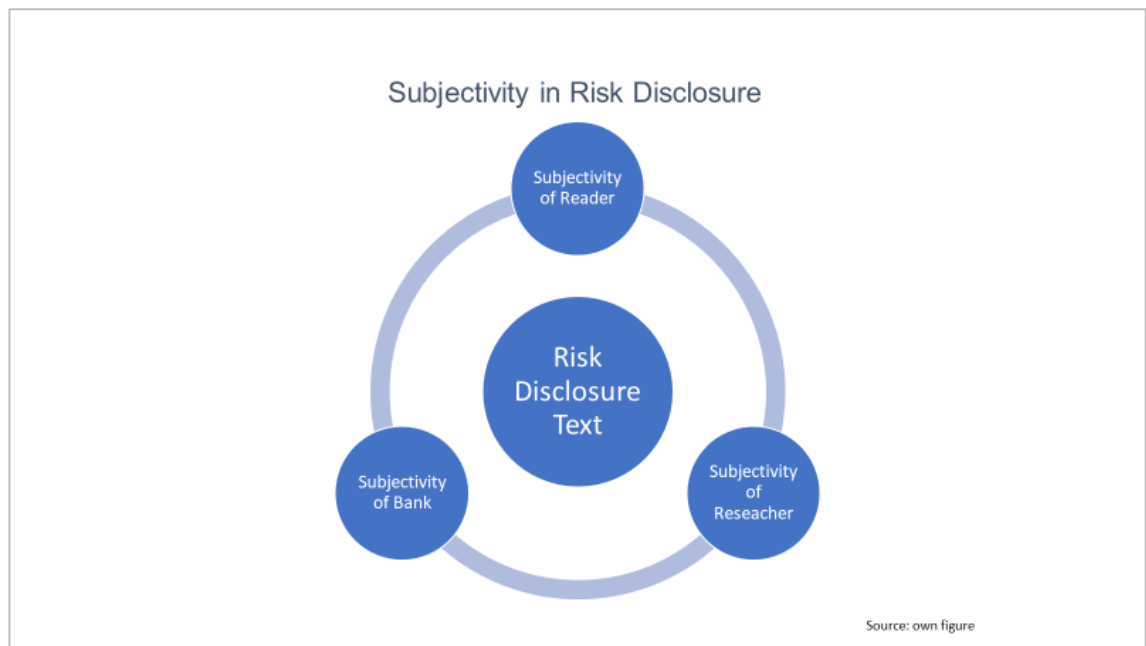 Subjectivity in Risk Disclosure
Subjectivity
of Reader
Risk
Disclosure
Text
Subjectivity
of Bank
Subjectivity
of
Reseacher
Source: own figure